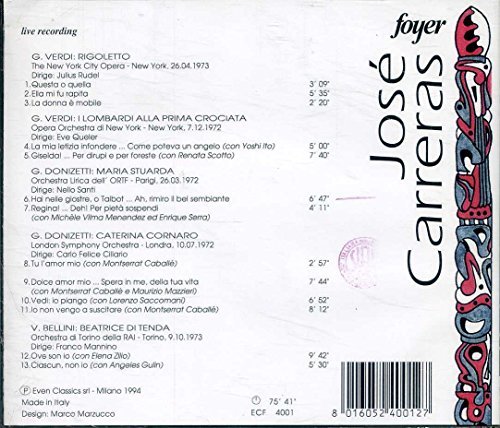 live recording
foyer
José
Carreras
G. VERDI: RIGOLETTO
The New York City Opera - New York, 26.04.1973
Dirige: Julius Rudel
1.Questa o quella 3' 09"
2.Ella mi fu rapita 5' 35"
3.La donna è mobile 2' 20"
G. VERDI: I LOMBARDI ALLA PRIMA CROCIATA
Opera Orchestra di New York - New York, 7.12.1972
Dirige: Eve Queler
4.La mia letizia infondere ... Come poteva un angelo (con Yoshi Ito) 5' 00"
5.Giselda! ... Per dirupi e per foreste (con Renata Scotto) 7' 40"
G. DONIZETTI: MARIA STUARDA
Orchestra Lirica dell' ORTF - Parigi, 26.03.1972
Dirige: Nello Santi
6.Hai nelle giostre, o Talbot ... Ah, rimiro il bel sembiante 6' 47"
7.Regina! ... Deh! Per pietà sospendi 4' 11"
(con Michèle Vilma Menendez ed Enrique Serra)
G. DONIZETTI: CATERINA CORNARO
London Symphony Orchestra - Londra, 10.07.1972
Dirige: Carlo Felice Cillario
8.Tu l'amor mio (con Montserrat Caballé) 2' 57"
9.Dolce amor mio ... Spera in me, della tua vita 7' 44"
(con Montserrat Caballè e Maurizio Mazzieri)
10.Vedi: io piango (con Lorenzo Saccomani) 6' 52"
11.Io non vengo a suscitare (con Montserrat Caballé) 8' 12"
V. BELLINI: BEATRICE DI TENDA
Orchestra di Torino della RAI - Torino, 9.10.1973
Dirige: Franco Mannino
12.Ove son io (con Elena Zilio) 9' 42"
13.Ciascun, non io (con Angeles Gulin) 5' 30"
Ⓟ Even Classics srl - Milano 1994
Made in Italy
Design: Marco Marzucco
75' 41"
ECF 4001
8 016052 400127